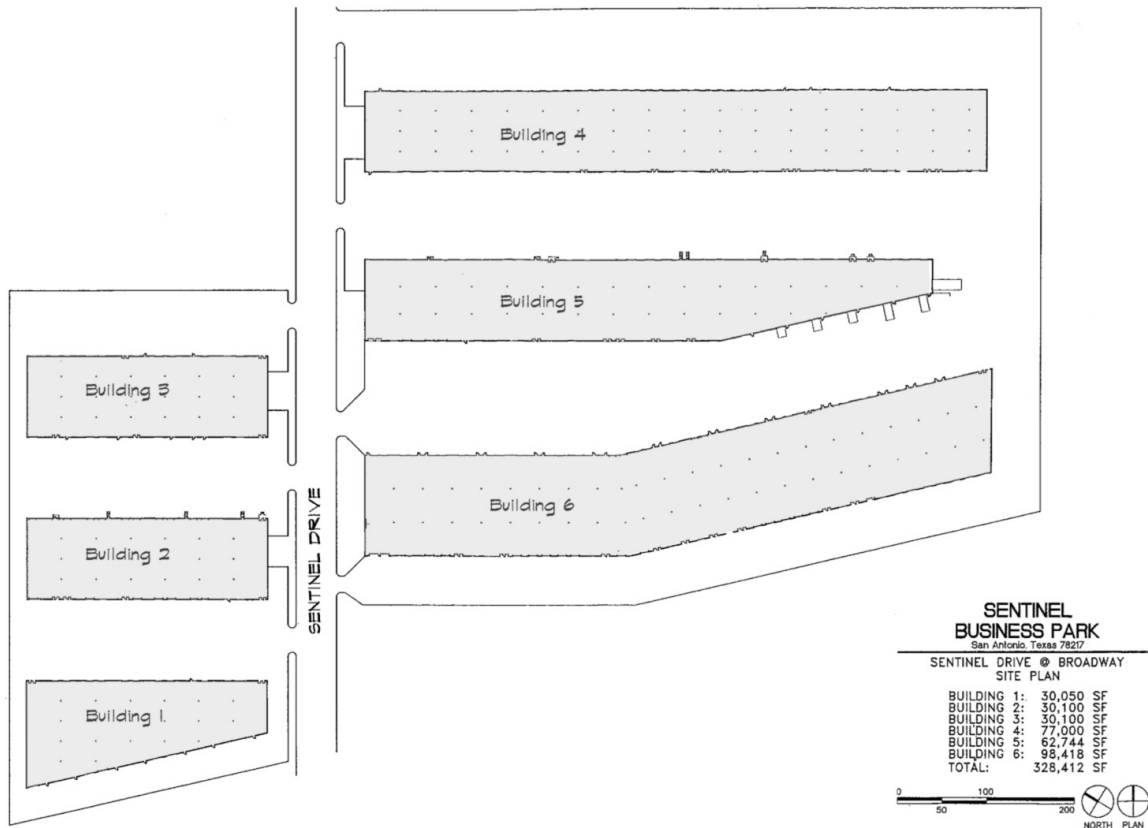 Building 4
Building 5
Building 3
Building 6
SENTINEL DRIVE
Building 2
Building 1
SENTINEL
BUSINESS PARK
San Antonio, Texas 78217
SENTINEL DRIVE @ BROADWAY
SITE PLAN
BUILDING 1: 30,050 SF
BUILDING 2: 30,100 SF
BUILDING 3: 30,100 SF
BUILDING 4: 77,000 SF
BUILDING 5: 62,744 SF
BUILDING 6: 98,418 SF
TOTAL: 328,412 SF
0 100
50 200
NORTH PLAN